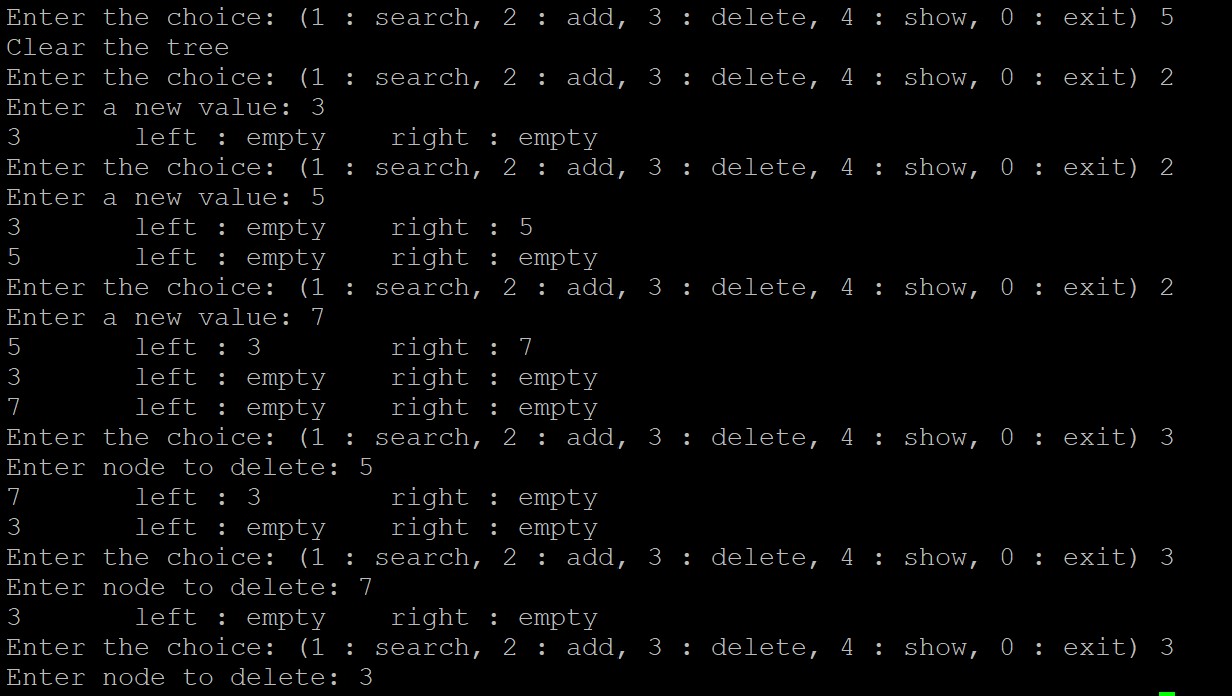 Enter the choice: (1 : search, 2 : add, 3 : delete, 4 : show, 0 : exit) 5
Clear the tree
Enter the choice: (1 : search, 2 : add, 3 : delete, 4 : show, 0 : exit) 2
Enter a new value: 3
3       left : empty    right : empty
Enter the choice: (1 : search, 2 : add, 3 : delete, 4 : show, 0 : exit) 2
Enter a new value: 5
3       left : empty    right : 5
5       left : empty    right : empty
Enter the choice: (1 : search, 2 : add, 3 : delete, 4 : show, 0 : exit) 2
Enter a new value: 7
5       left : 3        right : 7
3       left : empty    right : empty
7       left : empty    right : empty
Enter the choice: (1 : search, 2 : add, 3 : delete, 4 : show, 0 : exit) 3
Enter node to delete: 5
7       left : 3        right : empty
3       left : empty    right : empty
Enter the choice: (1 : search, 2 : add, 3 : delete, 4 : show, 0 : exit) 3
Enter node to delete: 7
3       left : empty    right : empty
Enter the choice: (1 : search, 2 : add, 3 : delete, 4 : show, 0 : exit) 3
Enter node to delete: 3